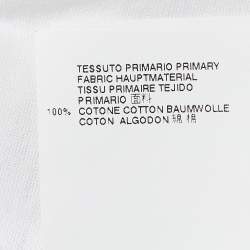 TESSUTO PRIMARIO PRIMARY
FABRIC HAUPTMATERIAL
TISSU PRIMAIRE TEJIDO
PRIMARIO 面料
100% COTONE COTTON BAUMWOLLE
COTON ALGODON 綿 棉